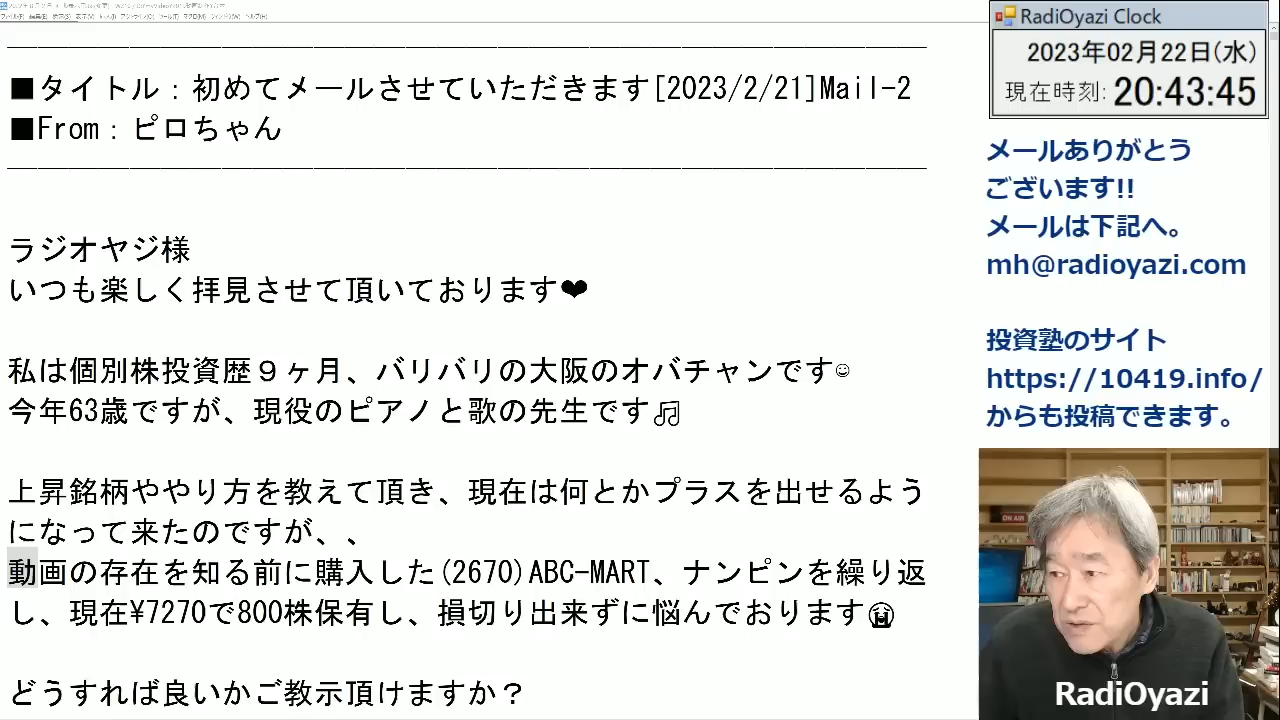 ■タイトル：初めてメールさせていただきます[2023/2/21]Mail-2
■From：ピロちゃん
ラジオヤジ様
いつも楽しく拝見させて頂いております❤
私は個別株投資歴９ヶ月、バリバリの大阪のオバチャンです☺
今年63歳ですが、現役のピアノと歌の先生です🎵
上昇銘柄ややり方を教えて頂き、現在は何とかプラスを出せるよう
になって来たのですが、、
動画の存在を知る前に購入した(2670)ABC-MART、ナンピンを繰り返
し、現在¥7270で800株保有し、損切り出来ずに悩んでおります😭
どうすれば良いかご教示頂けますか？
RadiOyazi Clock
2023年02月22日(水)
現在時刻: 20:43:45
メールありがとう
ございます!!
メールは下記へ。
mh@radioyazi.com
投資塾のサイト
https://10419.info/
からも投稿できます。
ON AIR
RadiOyazi